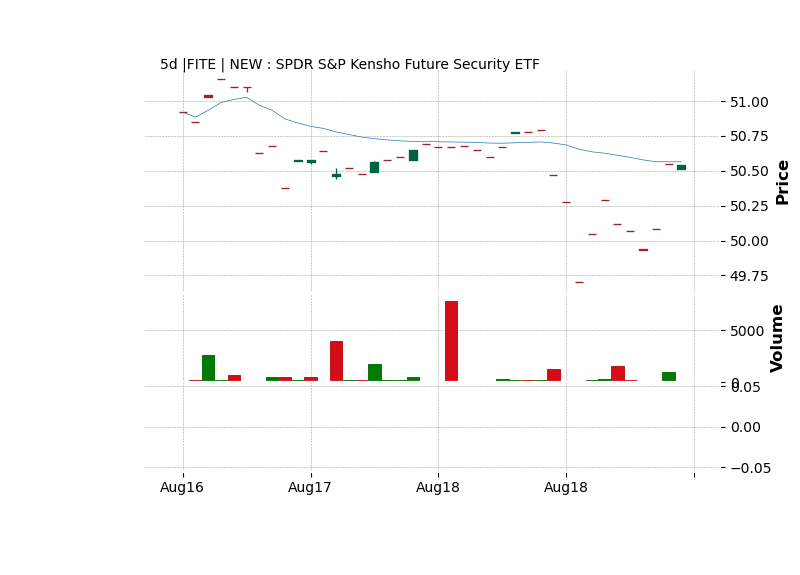 5d |FITE | NEW : SPDR S&P Kensho Future Security ETF
51.00
50.75
50.50
50.25
50.00
49.75
Price
5000
0
Volume
0.05
0.00
−0.05
Aug16 Aug17 Aug18 Aug18